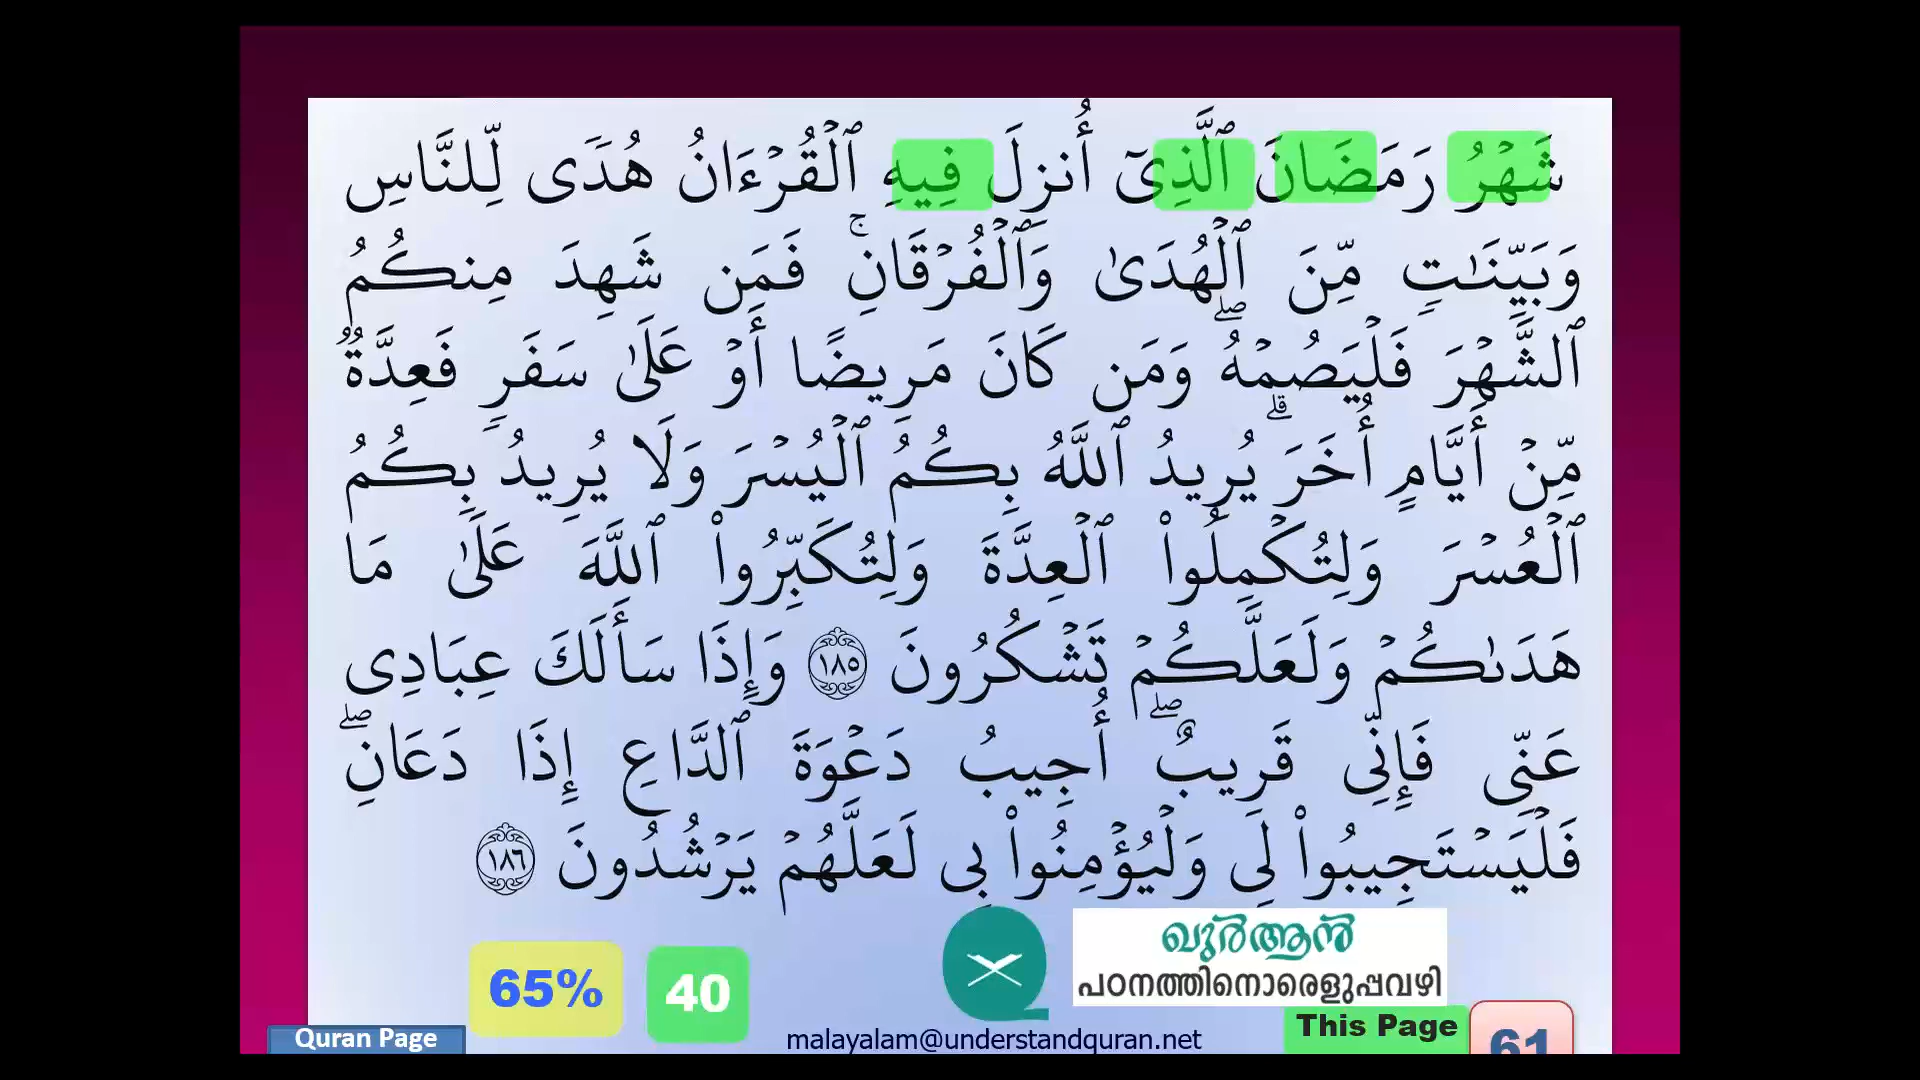 شَهۡرُ رَمَضَانَ ٱلَّذِيٓ أُنزِلَ فِيهِ ٱلۡقُرۡءَانُ هُدٗى لِّلنَّاسِ
وَبَيِّنَٰتٖ مِّنَ ٱلۡهُدَىٰ وَٱلۡفُرۡقَانِۚ فَمَن شَهِدَ مِنكُمُ
ٱلشَّهۡرَ فَلۡيَصُمۡهُۖ وَمَن كَانَ مَرِيضًا أَوۡ عَلَىٰ سَفَرٖ فَعِدَّةٞ
مِّنۡ أَيَّامٍ أُخَرَۗ يُرِيدُ ٱللَّهُ بِكُمُ ٱلۡيُسۡرَ وَلَا يُرِيدُ بِكُمُ
ٱلۡعُسۡرَ وَلِتُكۡمِلُواْ ٱلۡعِدَّةَ وَلِتُكَبِّرُواْ ٱللَّهَ عَلَىٰ مَا
هَدَىٰكُمۡ وَلَعَلَّكُمۡ تَشۡكُرُونَ ١٨٥ وَإِذَا سَأَلَكَ عِبَادِي
عَنِّي فَإِنِّي قَرِيبٌۖ أُجِيبُ دَعۡوَةَ ٱلدَّاعِ إِذَا دَعَانِۖ
فَلۡيَسۡتَجِيبُواْ لِي وَلۡيُؤۡمِنُواْ بِي لَعَلَّهُمۡ يَرۡشُدُونَ ١٨٦
ഖുർആൻ
പഠനത്തിനൊരെളുപ്പവഴി
65%
40
This Page
61
Quran Page
malayalam@understandquran.net